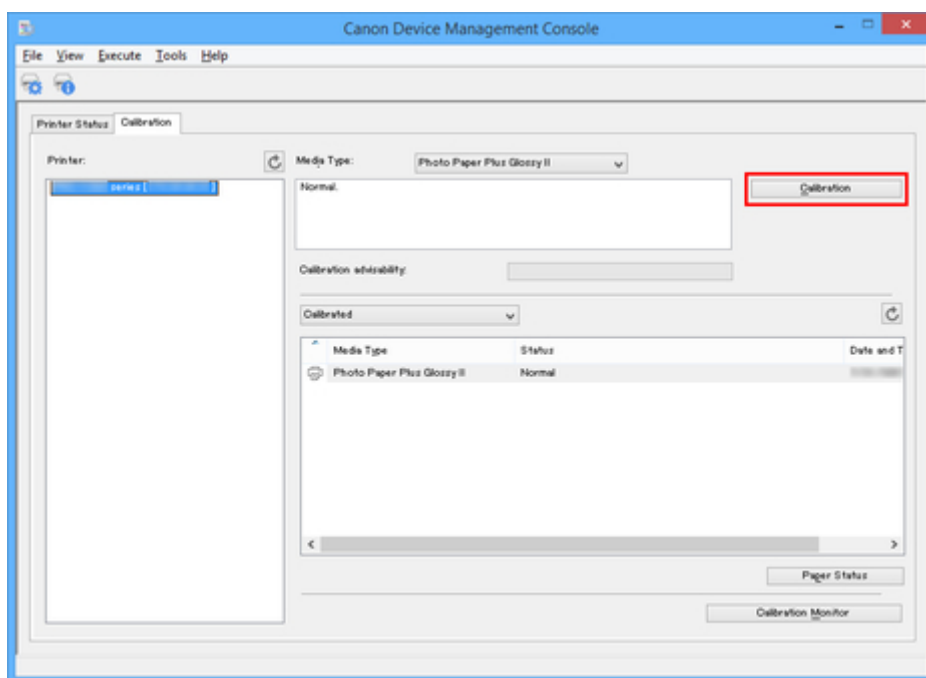 Canon Device Management Console
File View Execute Tools Help
Printer Status Calibration
Printer:
Media Type: Photo Paper Plus Glossy II
series [ ]
Normal.
Calibration
Calibration advisability:
Calibrated
Media Type Status Date and T
Photo Paper Plus Glossy II Normal
Paper Status
Calibration Monitor